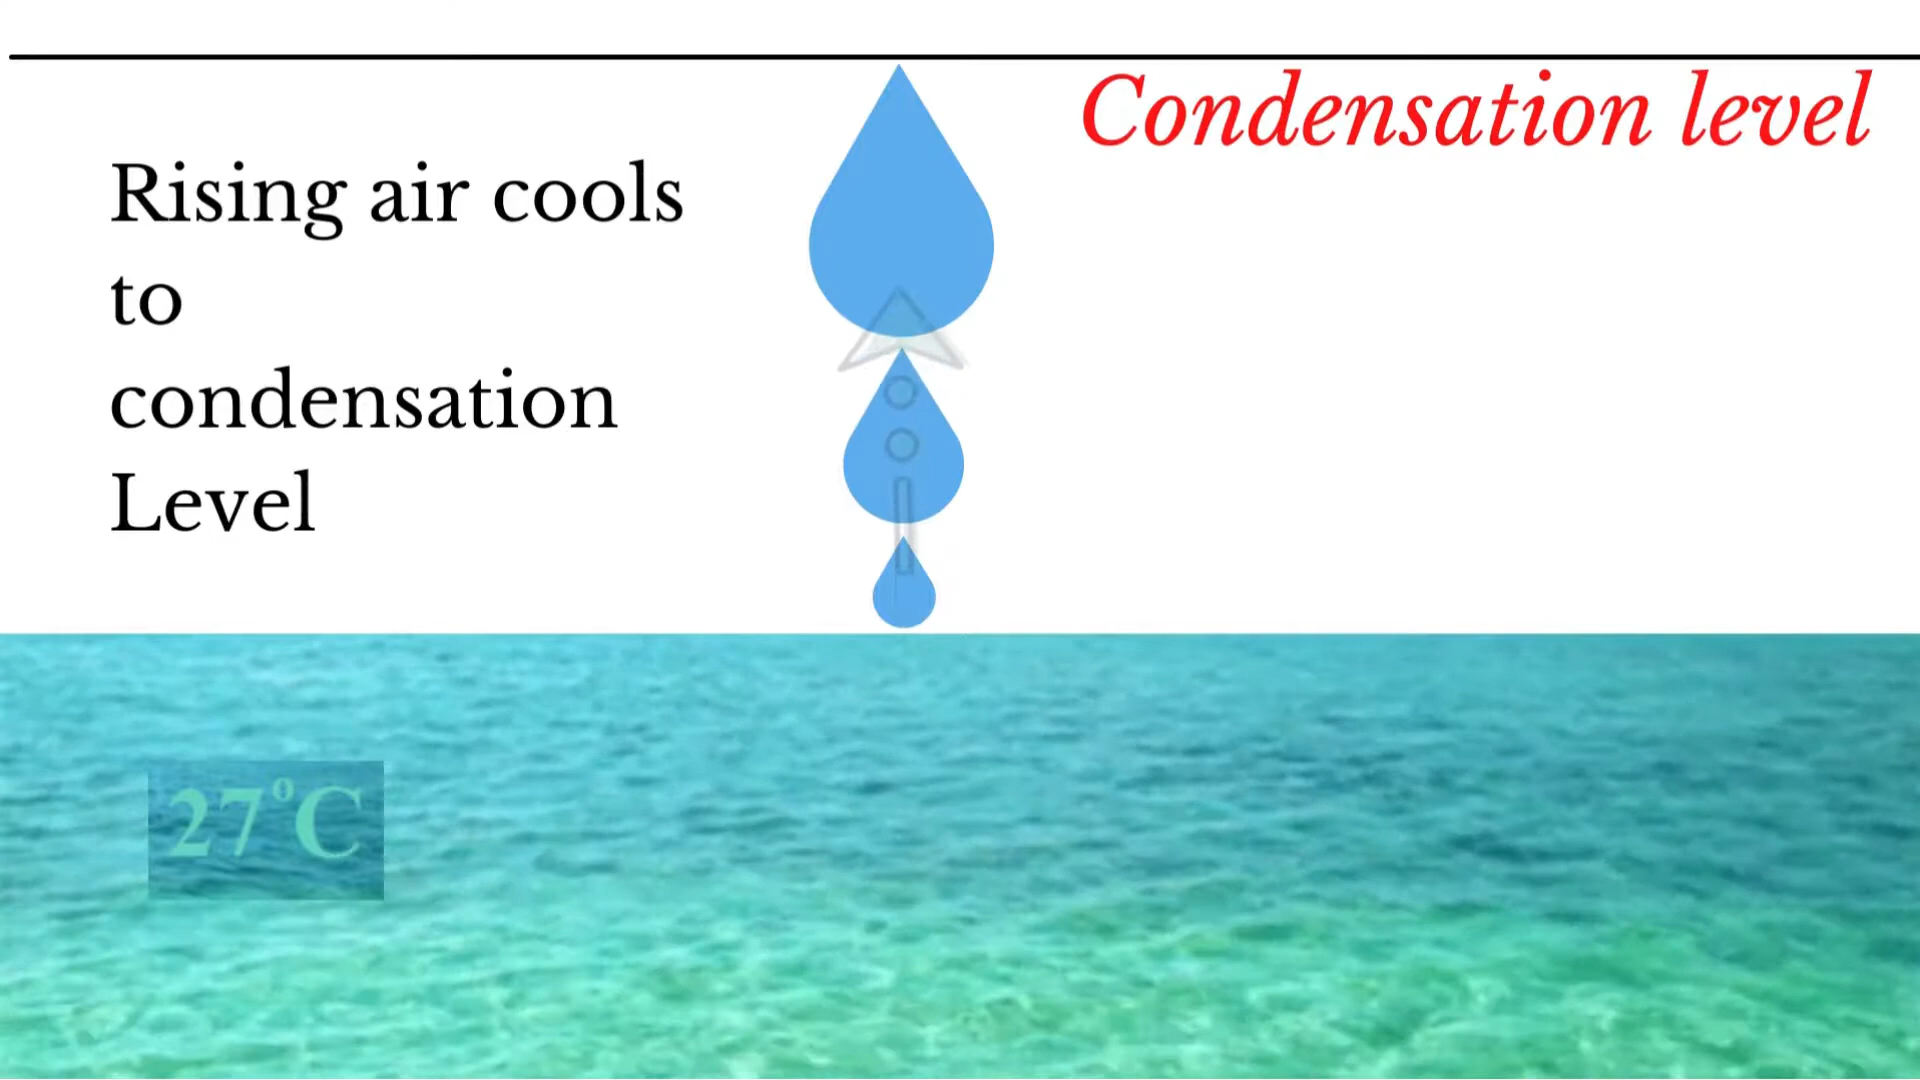 Condensation level
Rising air cools
to
condensation
Level
27°C